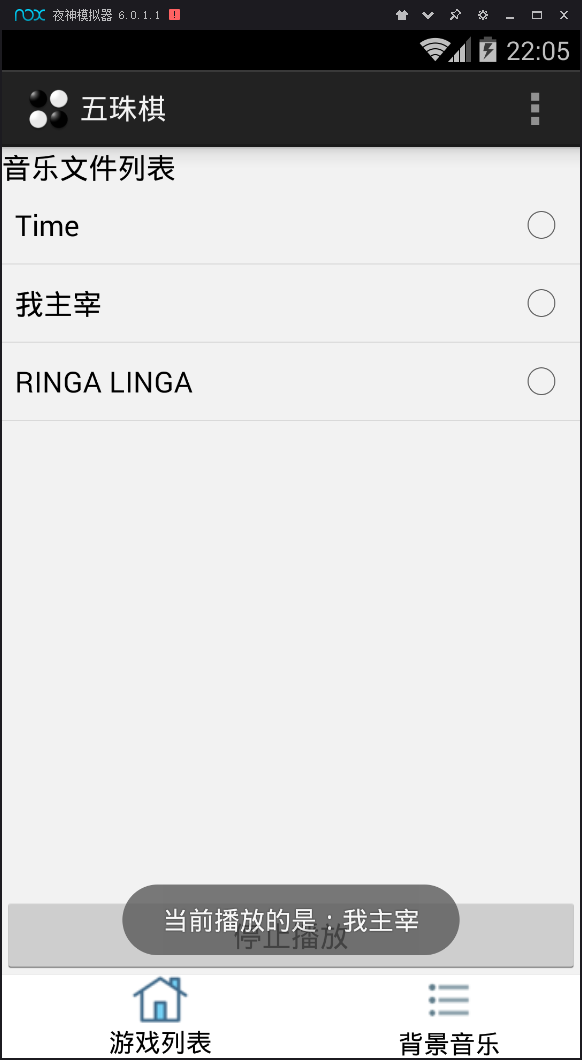 nox 夜神模拟器 6.0.1.1
22:05
五珠棋
音乐文件列表
Time
我主宰
RINGA LINGA
当前播放的是：我主宰
停止播放
游戏列表
背景音乐